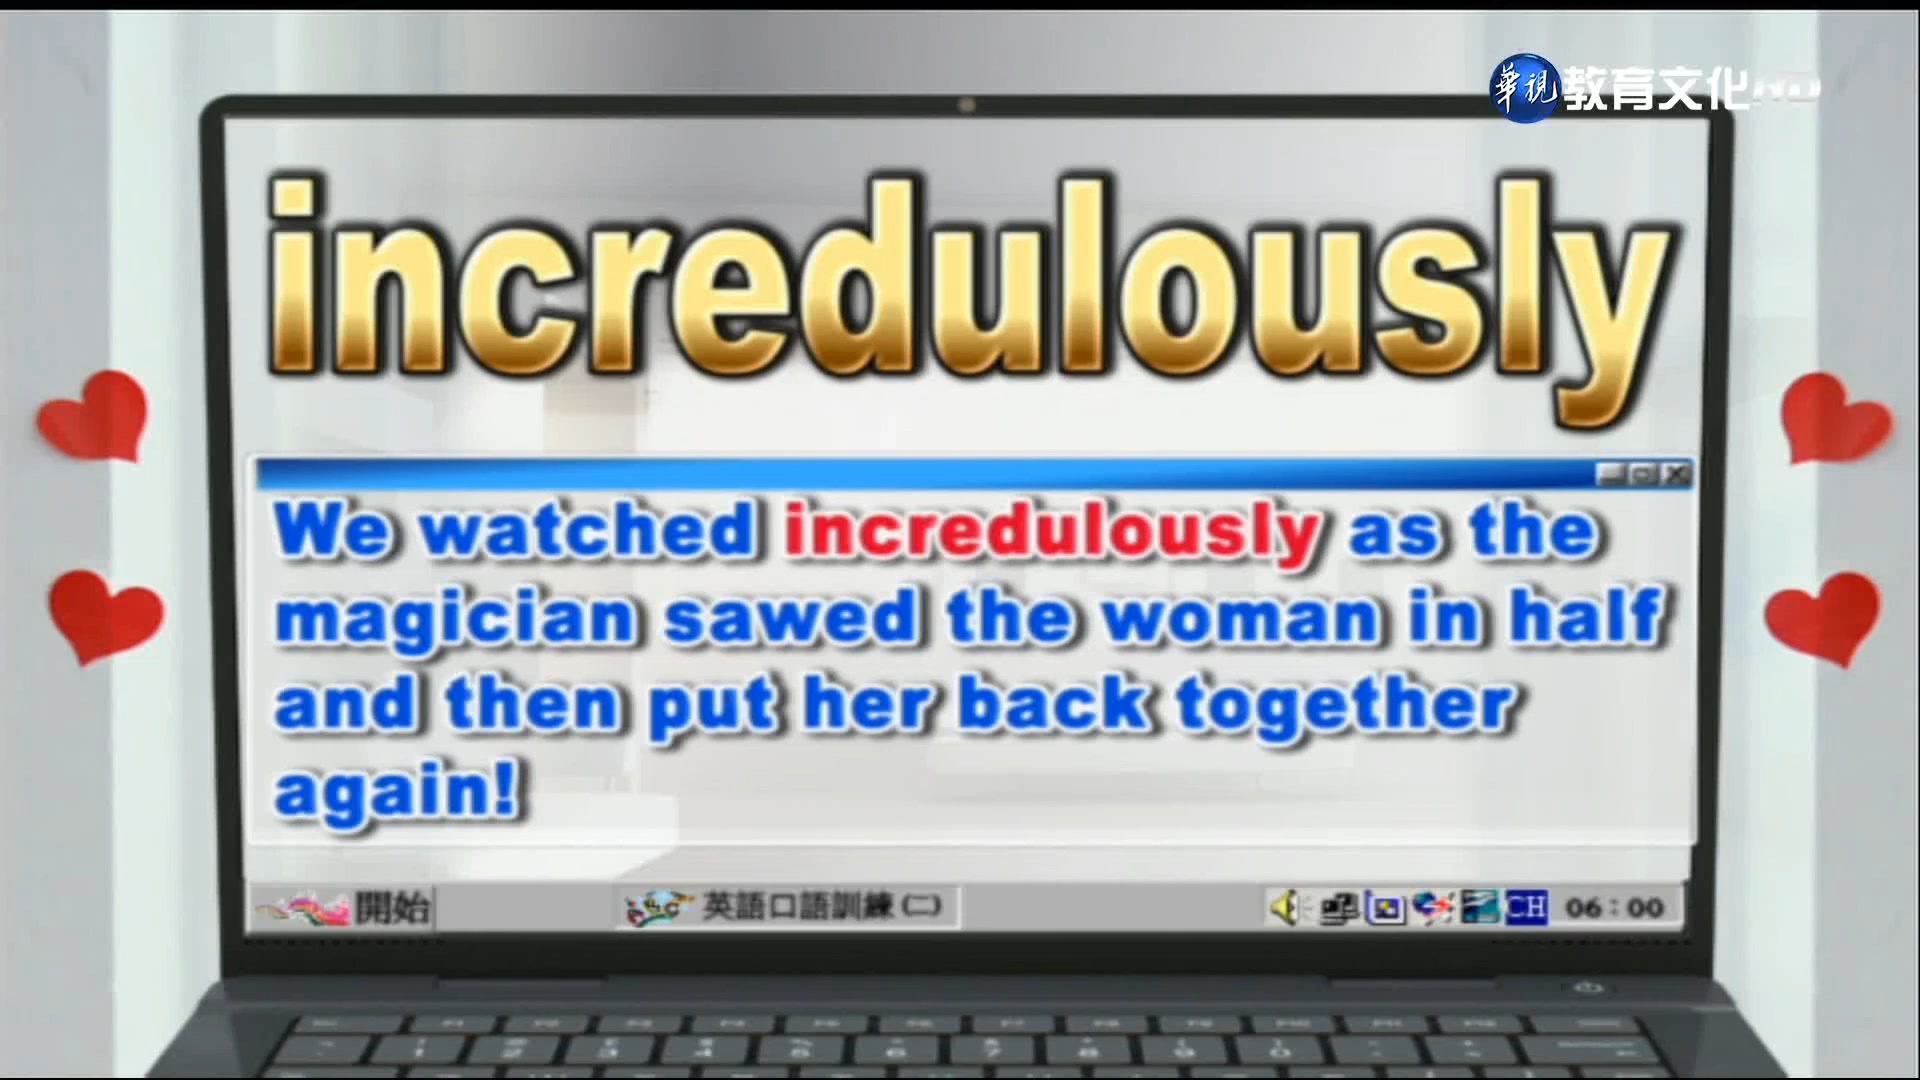 華視 教育文化 HD
incredulously
We watched incredulously as the
magician sawed the woman in half
and then put her back together
again!
開始 英語口語訓練(二) CH 06:00